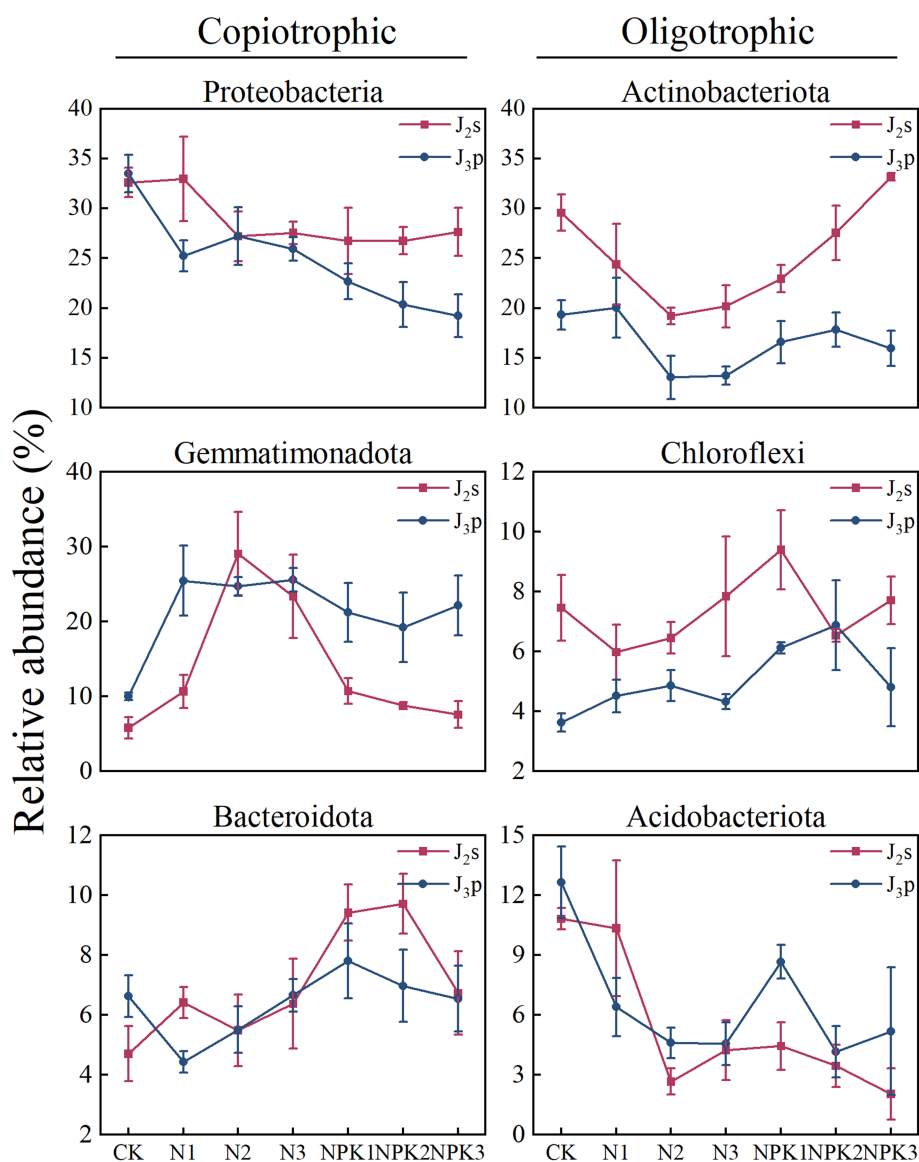 Copiotrophic
Oligotrophic
Relative abundance (%)
Proteobacteria
40
35
30
25
20
15
10
J₂s
J₃p
Actinobacteriota
40
35
30
25
20
15
10
J₂s
J₃p
Gemmatimonadota
40
30
20
10
0
J₂s
J₃p
Chloroflexi
12
10
8
6
4
2
J₂s
J₃p
Bacteroidota
12
10
8
6
4
2
J₂s
J₃p
CK N1 N2 N3 NPK1 NPK2 NPK3
Acidobacteriota
15
12
9
6
3
0
J₂s
J₃p
CK N1 N2 N3 NPK1 NPK2 NPK3